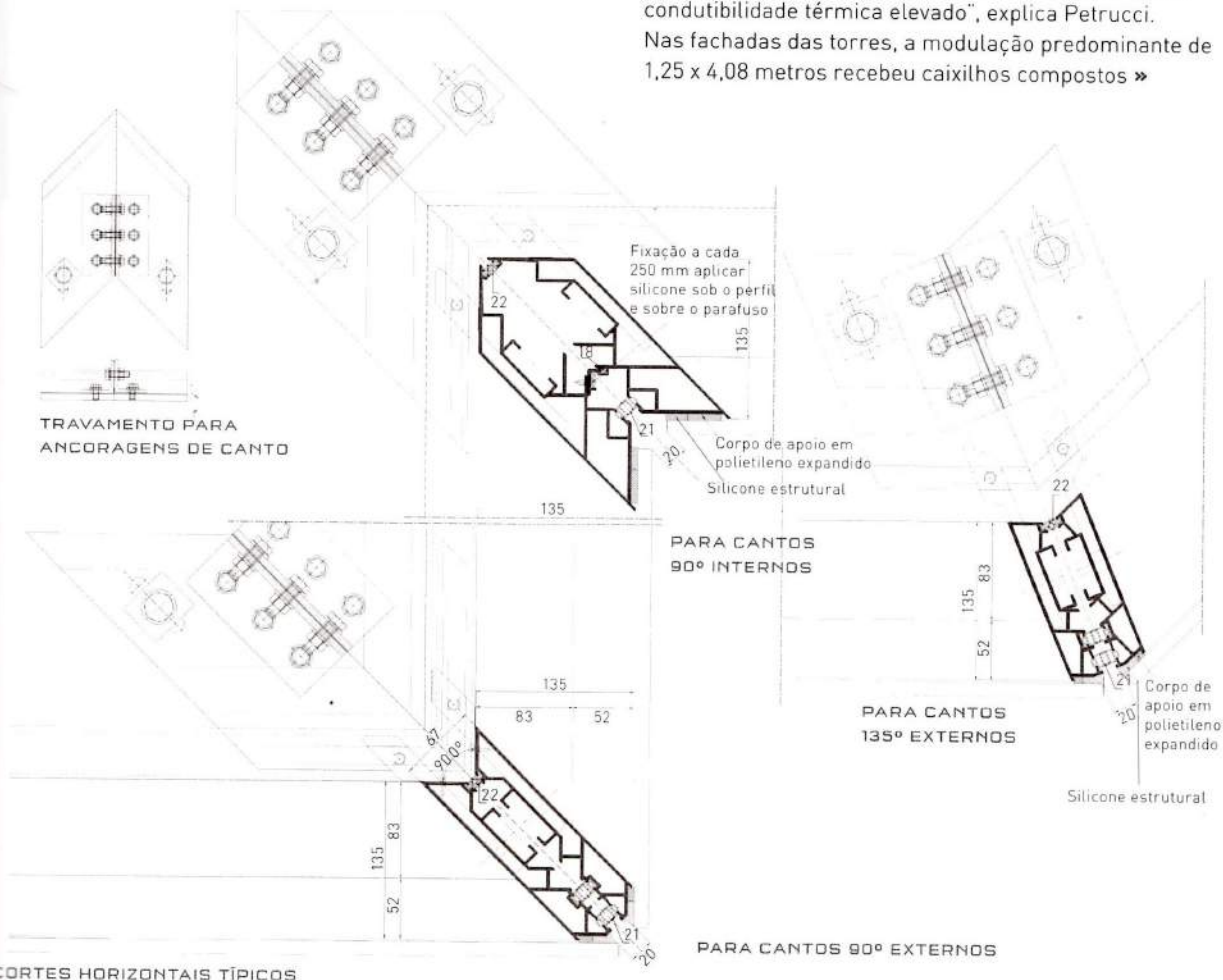 condutibilidade térmica elevado", explica Petrucci.
Nas fachadas das torres, a modulação predominante de
1,25 x 4,08 metros recebeu caixilhos compostos »
Fixação a cada
250 mm aplicar
silicone sob o perfil
e sobre o parafuso
22
135
TRAVAMENTO PARA
ANCORAGENS DE CANTO
21
20
Corpo de apoio em
polietileno expandido
Silicone estrutural
135
PARA CANTOS
90º INTERNOS
22
135
83
52
21
20
Corpo de
apoio em
polietileno
expandido
Silicone estrutural
PARA CANTOS
135º EXTERNOS
135
83
52
67
900º
22
135
83
52
21
20
PARA CANTOS 90º EXTERNOS
CORTES HORIZONTAIS TÍPICOS